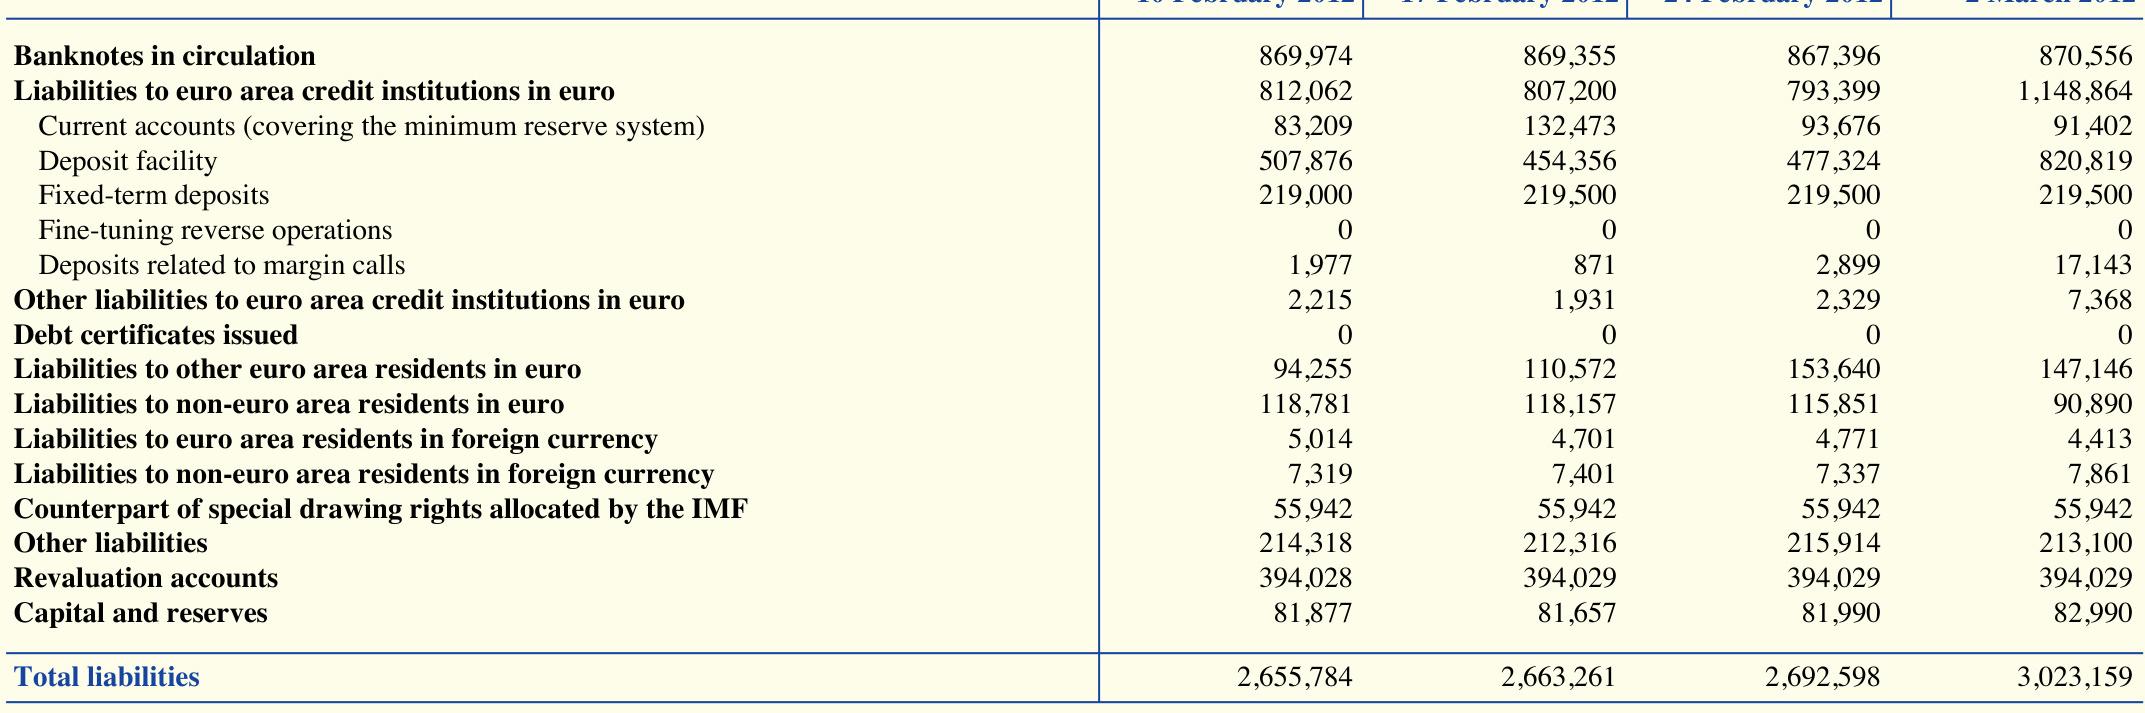 10 February 2012 17 February 2012 24 February 2012 2 March 2012
Banknotes in circulation 869,974 869,355 867,396 870,556
Liabilities to euro area credit institutions in euro 812,062 807,200 793,399 1,148,864
Current accounts (covering the minimum reserve system) 83,209 132,473 93,676 91,402
Deposit facility 507,876 454,356 477,324 820,819
Fixed-term deposits 219,000 219,500 219,500 219,500
Fine-tuning reverse operations 0 0 0 0
Deposits related to margin calls 1,977 871 2,899 17,143
Other liabilities to euro area credit institutions in euro 2,215 1,931 2,329 7,368
Debt certificates issued 0 0 0 0
Liabilities to other euro area residents in euro 94,255 110,572 153,640 147,146
Liabilities to non-euro area residents in euro 118,781 118,157 115,851 90,890
Liabilities to euro area residents in foreign currency 5,014 4,701 4,771 4,413
Liabilities to non-euro area residents in foreign currency 7,319 7,401 7,337 7,861
Counterpart of special drawing rights allocated by the IMF 55,942 55,942 55,942 55,942
Other liabilities 214,318 212,316 215,914 213,100
Revaluation accounts 394,028 394,029 394,029 394,029
Capital and reserves 81,877 81,657 81,990 82,990
Total liabilities 2,655,784 2,663,261 2,692,598 3,023,159